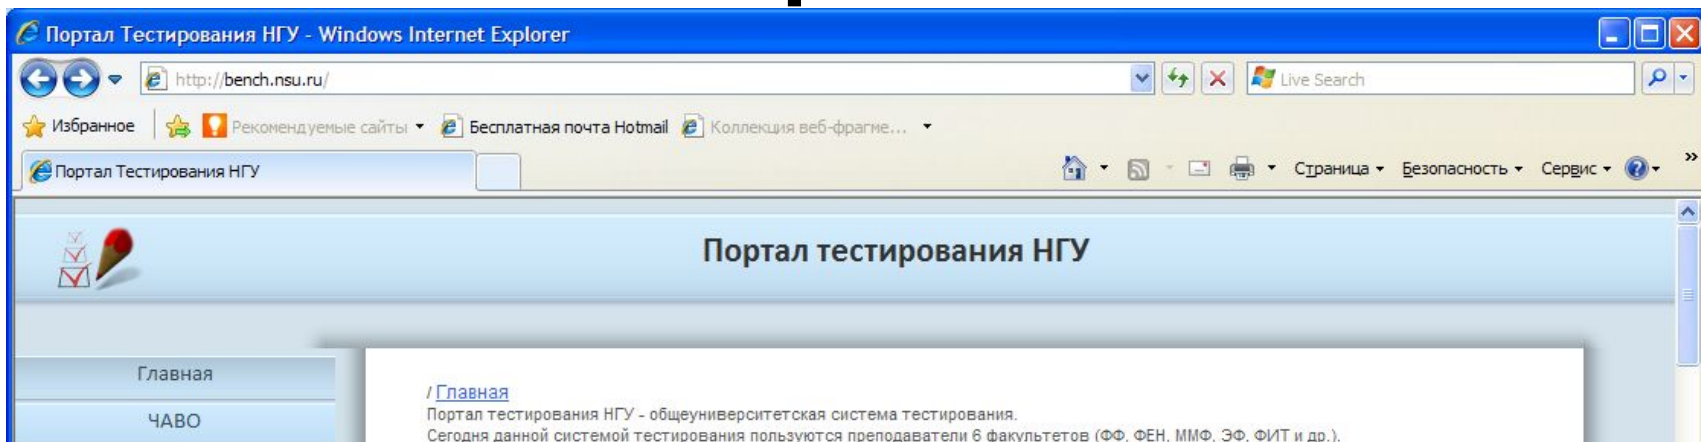 Портал Тестирования НГУ - Windows Internet Explorer
http://bench.nsu.ru/
Live Search
Избранное Рекомендуемые сайты Бесплатная почта Hotmail Коллекция веб-фрагме...
Портал Тестирования НГУ
Страница Безопасность Сервис »
Портал тестирования НГУ
Главная
ЧАВО
/ Главная
Портал тестирования НГУ - общеуниверситетская система тестирования.
Сегодня данной системой тестирования пользуются преподаватели 6 факультетов (ФФ, ФЕН, ММФ, ЭФ, ФИТ и др.).